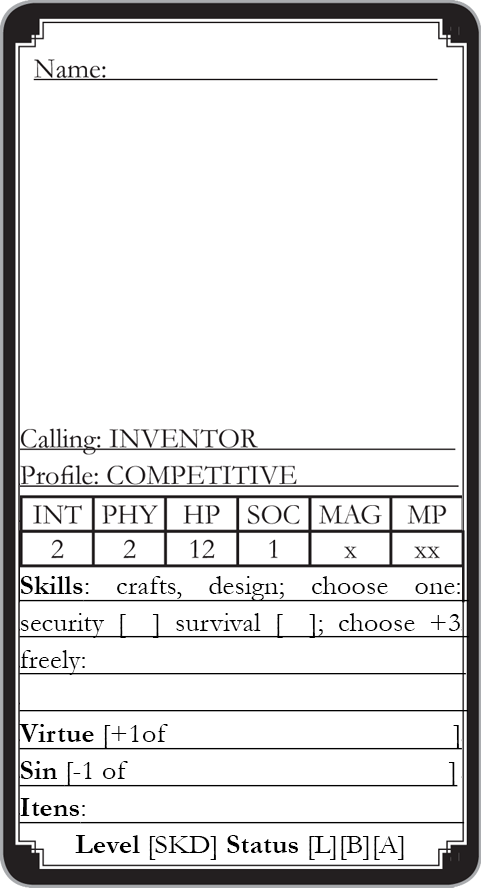 Name:
Calling: INVENTOR
Profile: COMPETITIVE
INT PHY HP SOC MAG MP
2 2 12 1 x xx
Skills: crafts, design; choose one:
security [ ] survival [ ]; choose +3
freely:
Virtue [+1of ]
Sin [-1 of ]
Itens:
Level [SKD] Status [L][B][A]